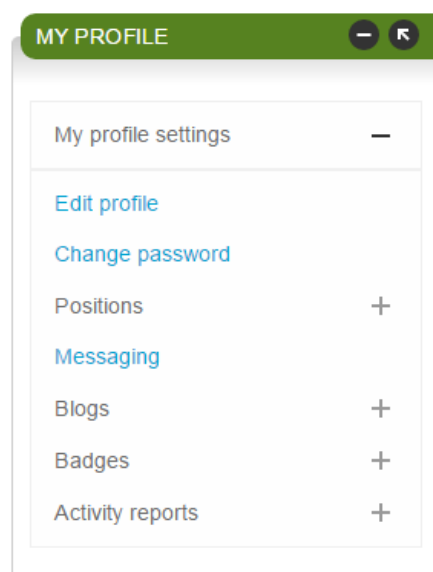 MY PROFILE
My profile settings
Edit profile
Change password
Positions
Messaging
Blogs
Badges
Activity reports